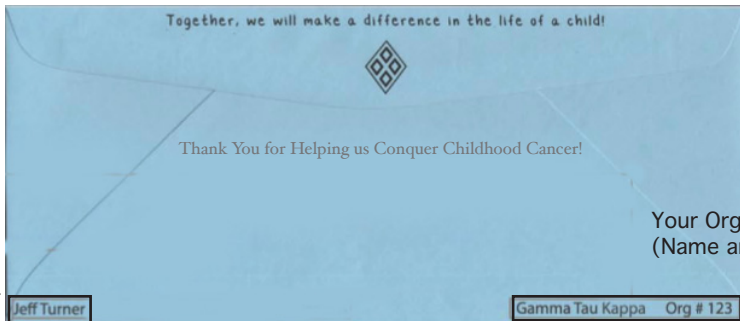 Together, we will make a difference in the life of a child!
Thank You for Helping us Conquer Childhood Cancer!
Your Org
(Name a
Jeff Turner
Gamma Tau Kappa Org # 123